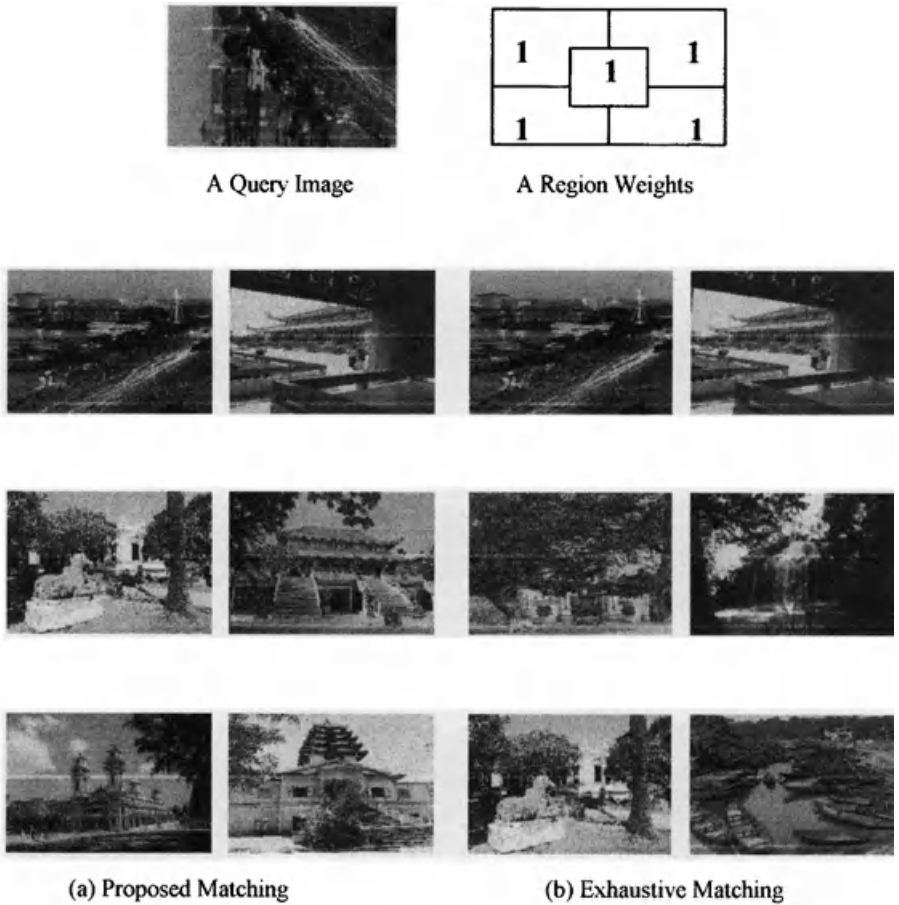 1 1
1
1 1
A Query Image A Region Weights
(a) Proposed Matching (b) Exhaustive Matching